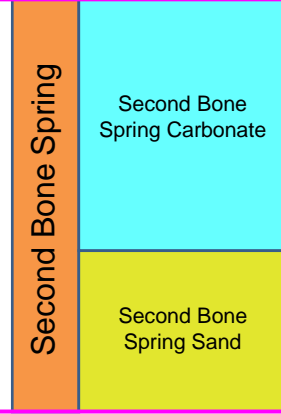 Second Bone Spring
Second Bone
Spring Carbonate
Second Bone
Spring Sand